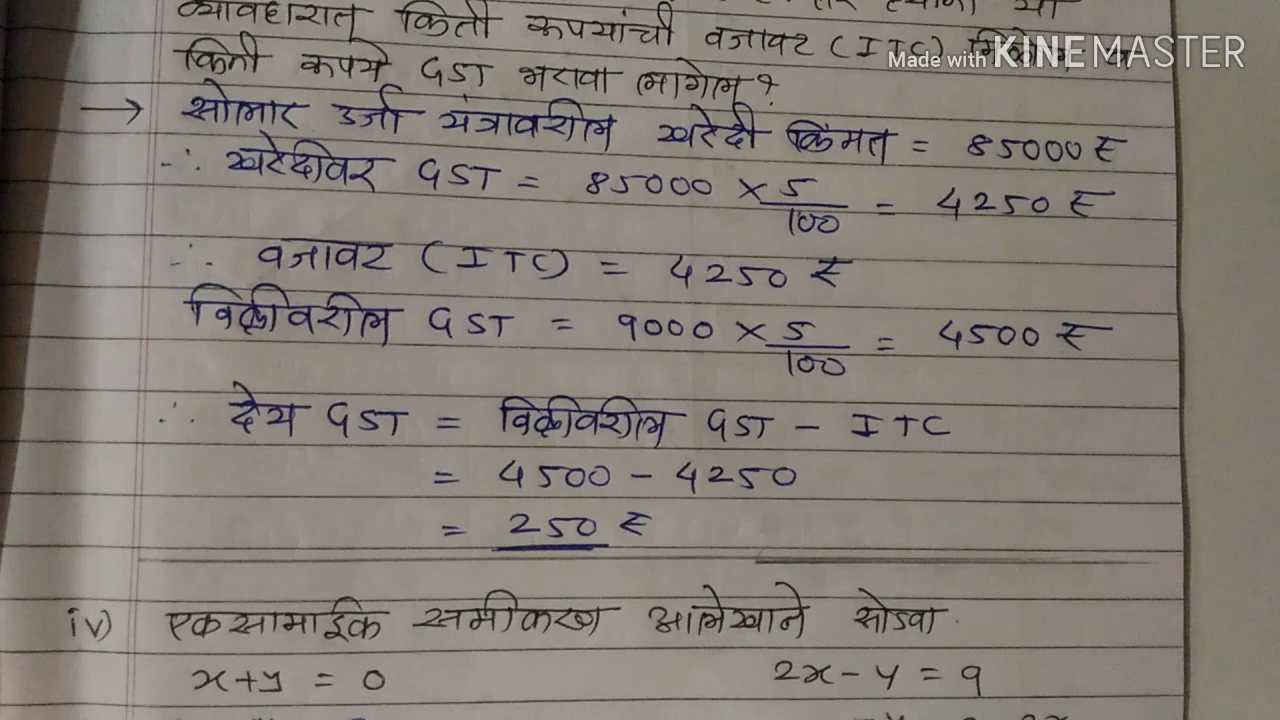 व्यावहारात किती रुपयांची वजावट (ITC)
Made with KINEMASTER
किती रुपये GST भरावा लागेल ?
→ सोलार उर्जा यंत्रावरील खरेदी किंमत = 85000 ₹
∴ खरेदीवर GST = 85000 × 5/100 = 4250 ₹
∴ वजावट (ITC) = 4250 ₹
विक्रीवरील GST = 9000 × 5/100 = 4500 ₹
∴ देय GST = विक्रीवरील GST - ITC
= 4500 - 4250
= 250 ₹
iv) एकसामाईक समीकरण आलेखाने सोडवा.
x+y = 0 2x-y = 9